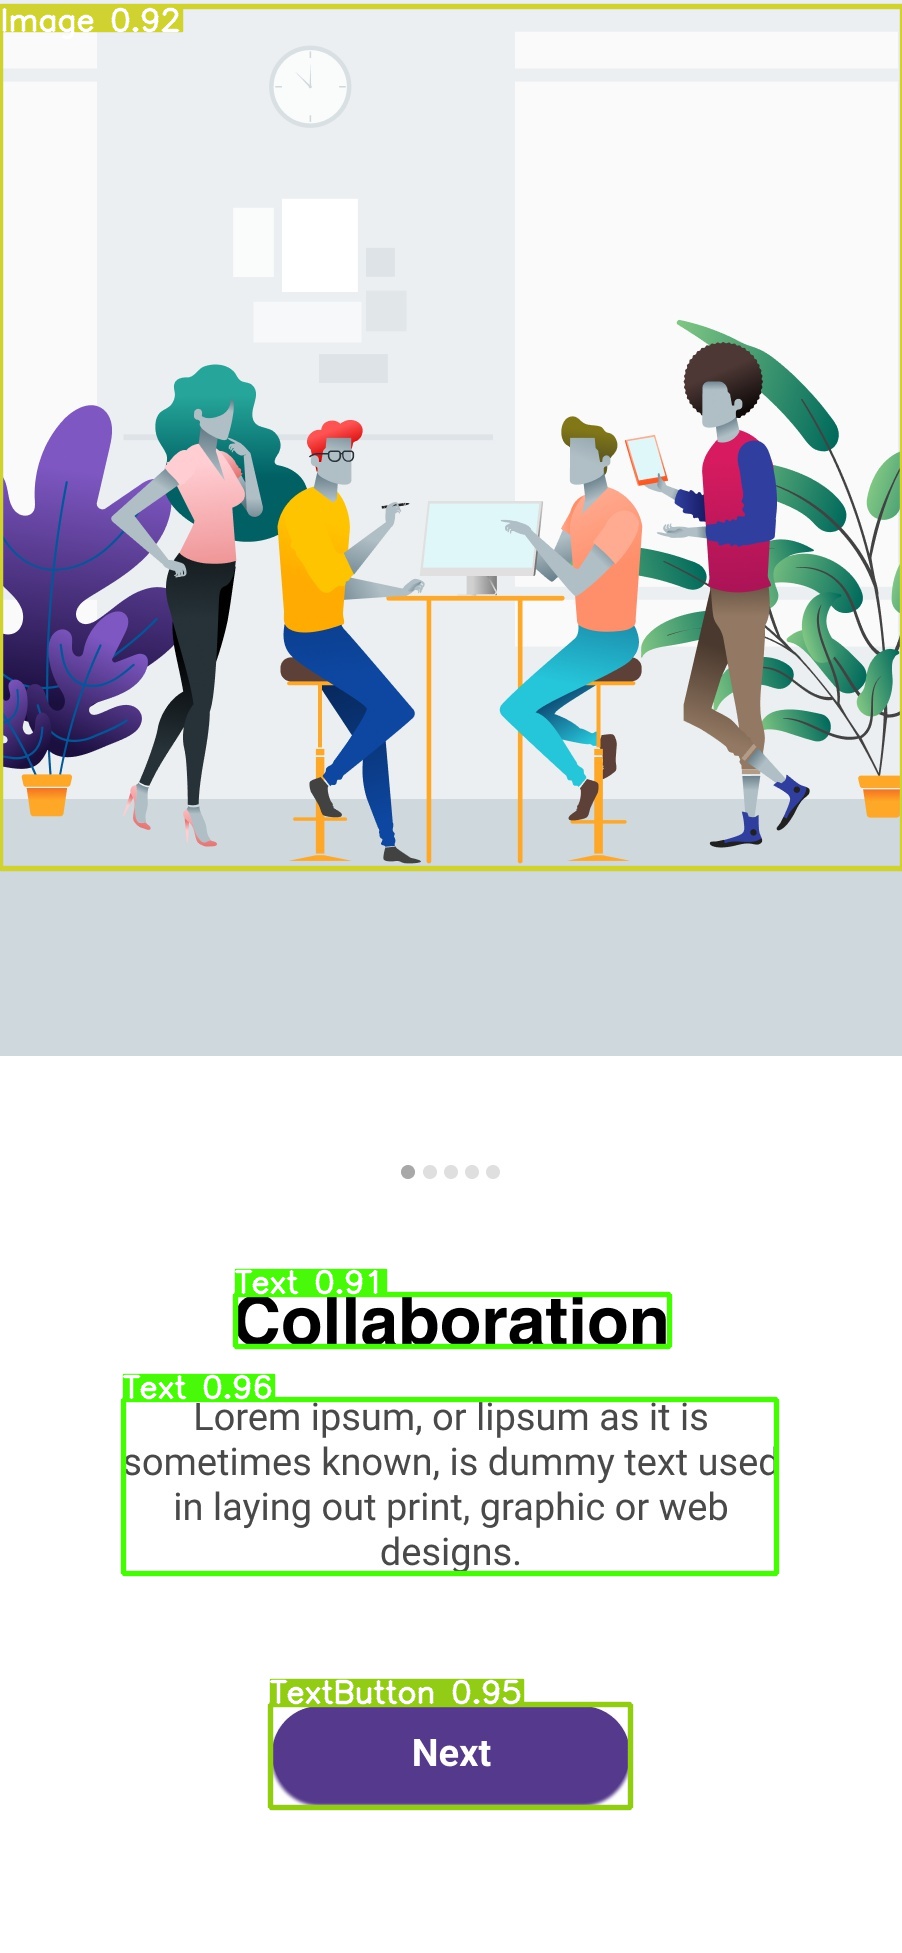 Image 0.92
Text 0.91
Collaboration
Text 0.96
Lorem ipsum, or lipsum as it is
sometimes known, is dummy text used
in laying out print, graphic or web
designs.
TextButton 0.95
Next